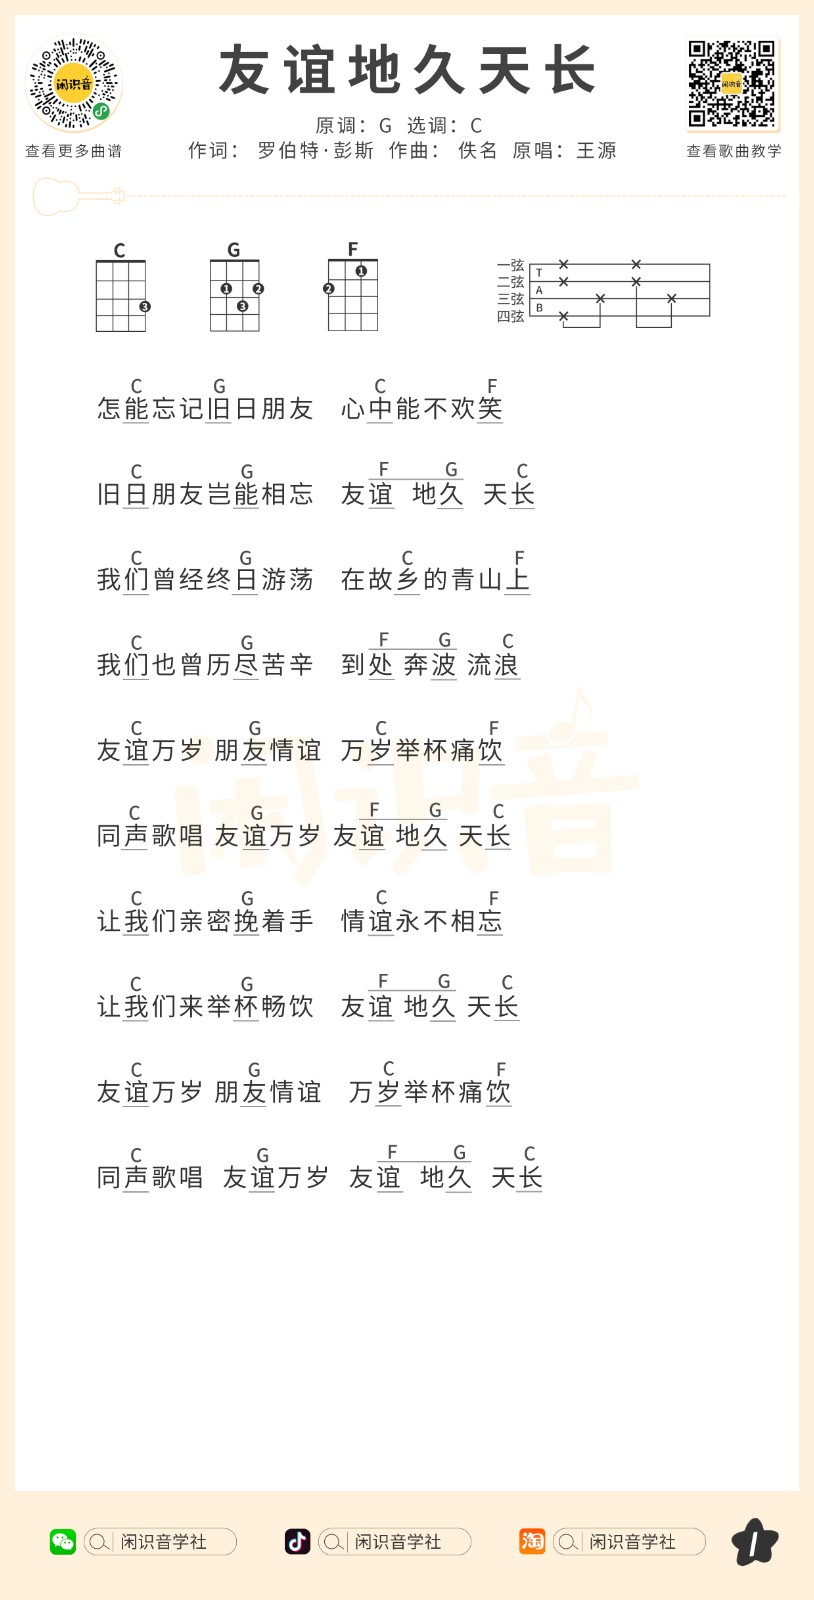 友谊地久天长
原调：G 选调：C
作词： 罗伯特·彭斯 作曲： 佚名 原唱：王源
闲识音
查看更多曲谱
闲识音
查看歌曲教学
C G F
1 1 2 2 3 3
一弦
二弦
三弦
四弦
T
A
B
C G C F
怎能忘记旧日朋友 心中能不欢笑
C G F G C
旧日朋友岂能相忘 友谊 地久 天长
C G C F
我们曾经终日游荡 在故乡的青山上
C G F G C
我们也曾历尽苦辛 到处 奔波 流浪
C G C F
友谊万岁 朋友情谊 万岁举杯痛饮
C G F G C
同声歌唱 友谊万岁 友谊 地久 天长
C G C F
让我们亲密挽着手 情谊永不相忘
C G F G C
让我们来举杯畅饮 友谊 地久 天长
C G C F
友谊万岁 朋友情谊 万岁举杯痛饮
C G F G C
同声歌唱 友谊万岁 友谊 地久 天长
闲识音
闲识音学社 闲识音学社 淘 闲识音学社 1